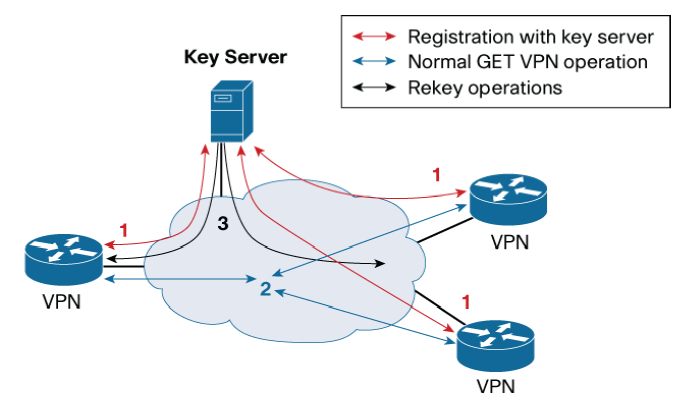 Registration with key server
Normal GET VPN operation
Rekey operations
Key Server
1
1
3
VPN
1
2
VPN
1
VPN